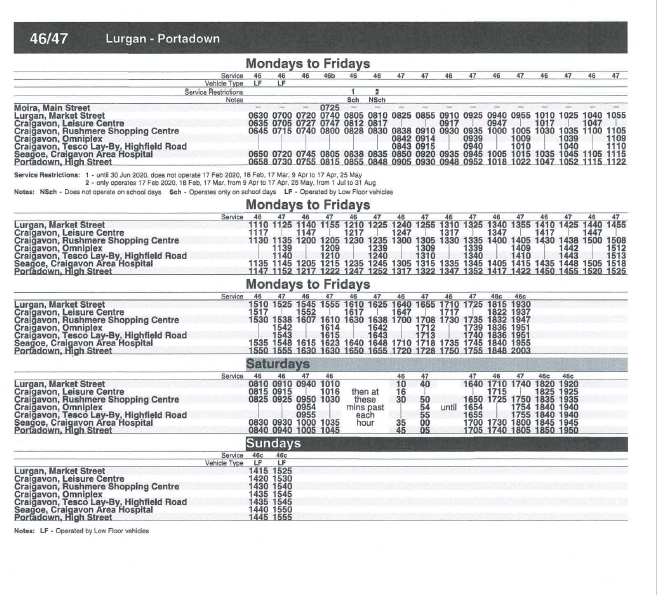 46/47 Lurgan - Portadown
Mondays to Fridays
Service 46 46 46 46b 46 46 47 47 46 47 46 47 46 47 46 47
Vehicle Type LF LF
Service Restrictions 1 2
Notes Sch NSch
Moira, Main Street – – – 0725 – – – – – – – – – – – –
Lurgan, Market Street 0630 0700 0720 0740 0805 0810 0825 0855 0910 0925 0940 0955 1010 1025 1040 1055
Craigavon, Leisure Centre 0635 0705 0727 0747 0812 0817 | | 0917 | 0947 | 1017 | 1047 |
Craigavon, Rushmere Shopping Centre 0645 0715 0740 0800 0828 0830 0838 0910 0930 0935 1000 1005 1030 1035 1100 1105
Craigavon, Omniplex | | | | | | 0842 0914 | 0939 | 1009 | 1039 | 1109
Craigavon, Tesco Lay-By, Highfield Road | | | | | | 0843 0915 | 0940 | 1010 | 1040 | 1110
Seagoe, Craigavon Area Hospital 0650 0720 0745 0805 0838 0835 0850 0920 0935 0945 1005 1015 1035 1045 1105 1115
Portadown, High Street 0658 0730 0755 0815 0855 0848 0905 0930 0948 0952 1018 1022 1047 1052 1115 1122
Service Restrictions: 1 - until 30 Jun 2020, does not operate 17 Feb 2020, 18 Feb, 17 Mar, 9 Apr to 17 Apr, 25 May
2 - only operates 17 Feb 2020, 18 Feb, 17 Mar, from 9 Apr to 17 Apr, 25 May, from 1 Jul to 31 Aug
Notes: NSch - Does not operate on school days Sch - Operates only on school days LF - Operated by Low Floor vehicles
Mondays to Fridays
Service 46 47 46 47 46 47 46 47 46 47 46 47 46 47 46 47
Lurgan, Market Street 1110 1125 1140 1155 1210 1225 1240 1255 1310 1325 1340 1355 1410 1425 1440 1455
Craigavon, Leisure Centre 1117 | 1147 | 1217 | 1247 | 1317 | 1347 | 1417 | 1447 |
Craigavon, Rushmere Shopping Centre 1130 1135 1200 1205 1230 1235 1300 1305 1330 1335 1400 1405 1430 1438 1500 1508
Craigavon, Omniplex | 1139 | 1209 | 1239 | 1309 | 1339 | 1409 | 1442 | 1512
Craigavon, Tesco Lay-By, Highfield Road | 1140 | 1210 | 1240 | 1310 | 1340 | 1410 | 1443 | 1513
Seagoe, Craigavon Area Hospital 1135 1145 1205 1215 1235 1245 1305 1315 1335 1345 1405 1415 1435 1448 1505 1518
Portadown, High Street 1147 1152 1217 1222 1247 1252 1317 1322 1347 1352 1417 1422 1450 1455 1520 1525
Mondays to Fridays
Service 46 47 46 47 46 47 46 47 46 47 46c 46c
Lurgan, Market Street 1510 1525 1545 1555 1610 1625 1640 1655 1710 1725 1815 1930
Craigavon, Leisure Centre 1517 | 1552 | 1617 | 1647 | 1717 | 1822 1937
Craigavon, Rushmere Shopping Centre 1530 1538 1607 1610 1630 1638 1700 1708 1730 1735 1832 1947
Craigavon, Omniplex | 1542 | 1614 | 1642 | 1712 | 1739 1836 1951
Craigavon, Tesco Lay-By, Highfield Road | 1543 | 1615 | 1643 | 1713 | 1740 1836 1951
Seagoe, Craigavon Area Hospital 1535 1548 1615 1623 1640 1648 1710 1718 1735 1745 1840 1955
Portadown, High Street 1550 1555 1630 1630 1650 1655 1720 1728 1750 1755 1848 2003
Saturdays
Service 46 46 47 46 46 47 47 46 47 46c 46c
Lurgan, Market Street 0810 0910 0940 1010 10 40 1640 1710 1740 1820 1920
Craigavon, Leisure Centre 0815 0915 | 1016 then at 16 | | 1715 | 1825 1925
Craigavon, Rushmere Shopping Centre 0825 0925 0950 1030 these 30 50 1650 1725 1750 1835 1935
Craigavon, Omniplex | | 0954 | mins past | 54 until 1654 | 1754 1840 1940
Craigavon, Tesco Lay-By, Highfield Road | | 0955 | each | 55 1655 | 1755 1840 1940
Seagoe, Craigavon Area Hospital 0830 0930 1000 1035 hour 35 00 1700 1730 1800 1845 1945
Portadown, High Street 0840 0940 1005 1045 45 05 1705 1740 1805 1850 1950
Sundays
Service 46c 46c
Vehicle Type LF LF
Lurgan, Market Street 1415 1525
Craigavon, Leisure Centre 1420 1530
Craigavon, Rushmere Shopping Centre 1430 1540
Craigavon, Omniplex 1435 1545
Craigavon, Tesco Lay-By, Highfield Road 1435 1545
Seagoe, Craigavon Area Hospital 1440 1550
Portadown, High Street 1445 1555
Notes: LF - Operated by Low Floor vehicles